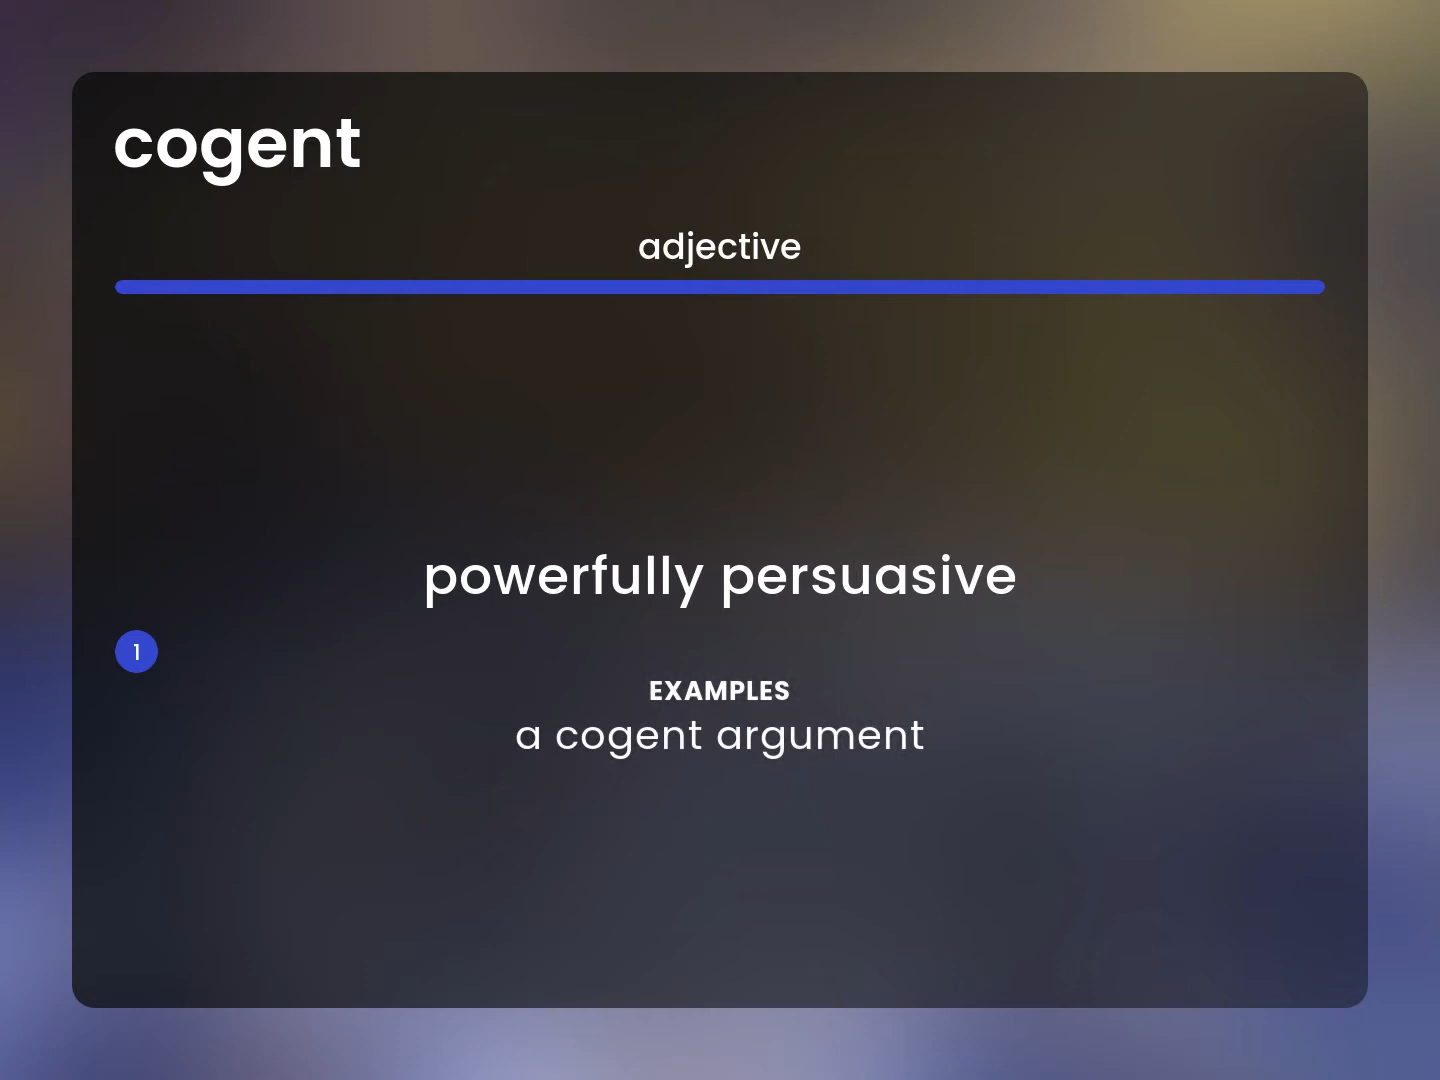 cogent
adjective
powerfully persuasive
1
EXAMPLES
a cogent argument